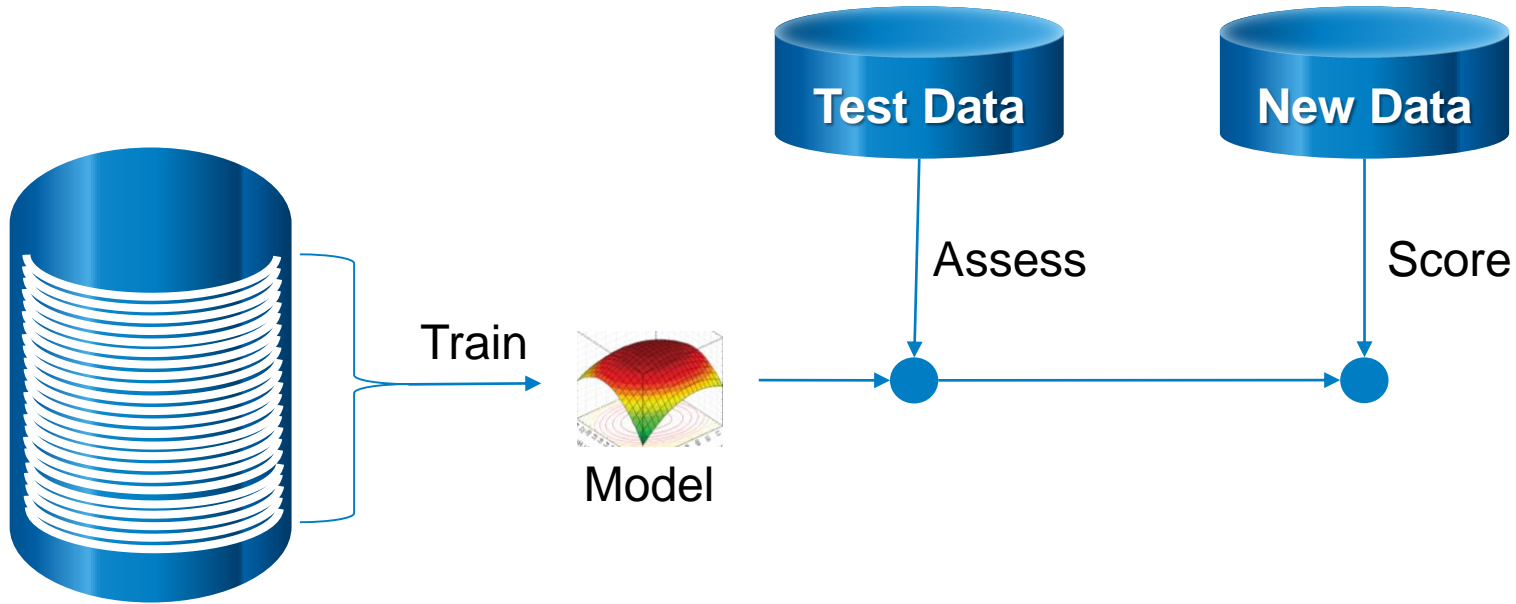 Test Data
New Data
Assess
Score
Train
Model